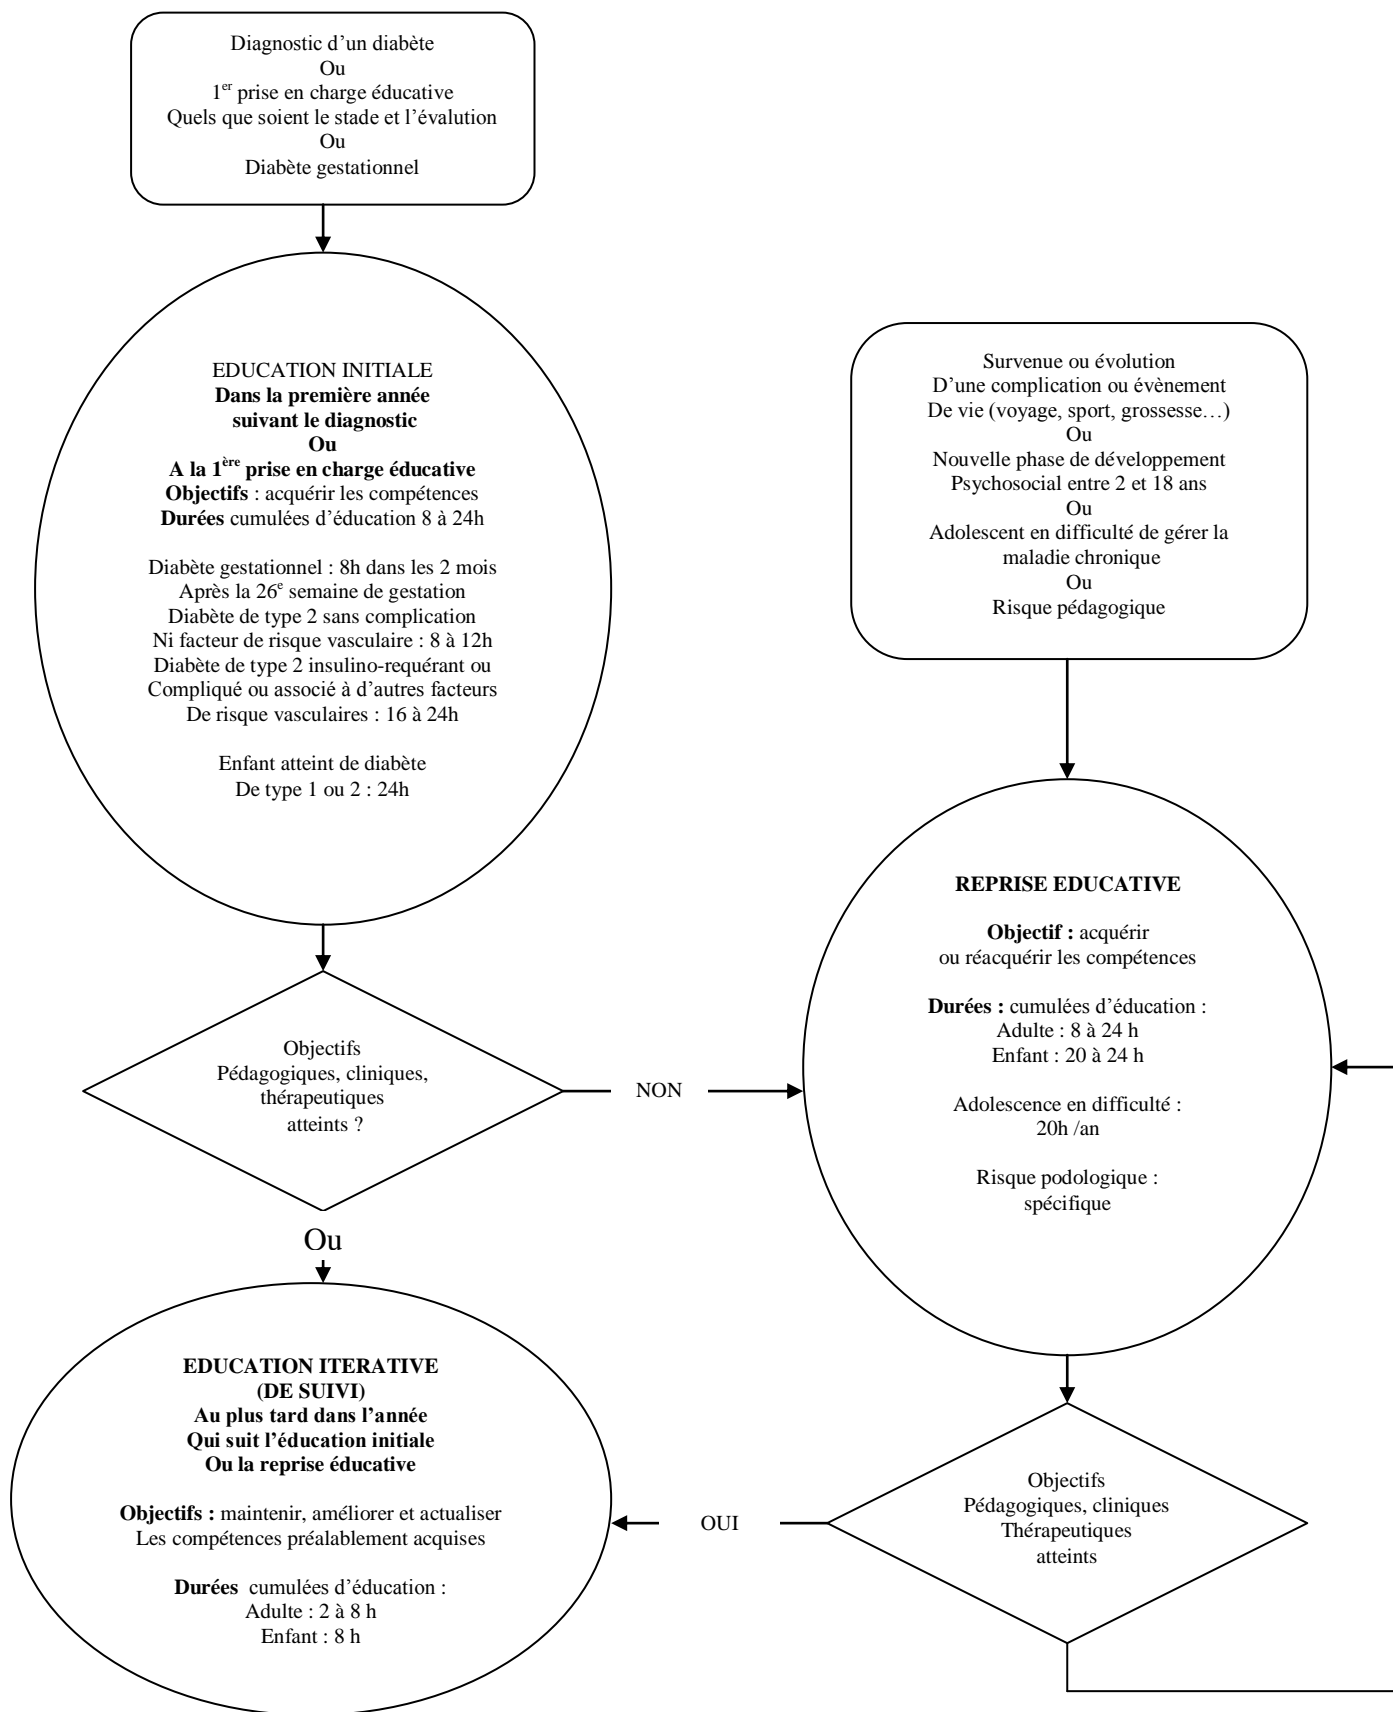 Diagnostic d’un diabète
Ou
1er prise en charge éducative
Quels que soient le stade et l’évalution
Ou
Diabète gestationnel
EDUCATION INITIALE
Dans la première année
suivant le diagnostic
Ou
A la 1ère prise en charge éducative
Objectifs : acquérir les compétences
Durées cumulées d’éducation 8 à 24h
Diabète gestationnel : 8h dans les 2 mois
Après la 26e semaine de gestation
Diabète de type 2 sans complication
Ni facteur de risque vasculaire : 8 à 12h
Diabète de type 2 insulino-requérant ou
Compliqué ou associé à d’autres facteurs
De risque vasculaires : 16 à 24h
Enfant atteint de diabète
De type 1 ou 2 : 24h
Survenue ou évolution
D’une complication ou évènement
De vie (voyage, sport, grossesse…)
Ou
Nouvelle phase de développement
Psychosocial entre 2 et 18 ans
Ou
Adolescent en difficulté de gérer la
maladie chronique
Ou
Risque pédagogique
REPRISE EDUCATIVE
Objectif : acquérir
ou réacquérir les compétences
Durées : cumulées d’éducation :
Adulte : 8 à 24 h
Enfant : 20 à 24 h
Adolescence en difficulté :
20h /an
Risque podologique :
spécifique
Objectifs
Pédagogiques, cliniques,
thérapeutiques
atteints ?
NON
Ou
EDUCATION ITERATIVE
(DE SUIVI)
Au plus tard dans l’année
Qui suit l’éducation initiale
Ou la reprise éducative
Objectifs : maintenir, améliorer et actualiser
Les compétences préalablement acquises
Durées cumulées d’éducation :
Adulte : 2 à 8 h
Enfant : 8 h
OUI
Objectifs
Pédagogiques, cliniques
Thérapeutiques
atteints